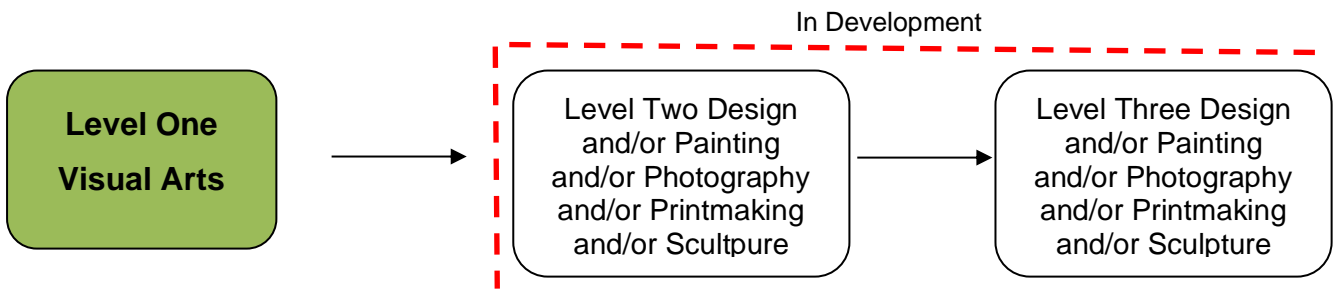 In Development
Level One
Visual Arts
Level Two Design
and/or Painting
and/or Photography
and/or Printmaking
and/or Scultpure
Level Three Design
and/or Painting
and/or Photography
and/or Printmaking
and/or Sculpture